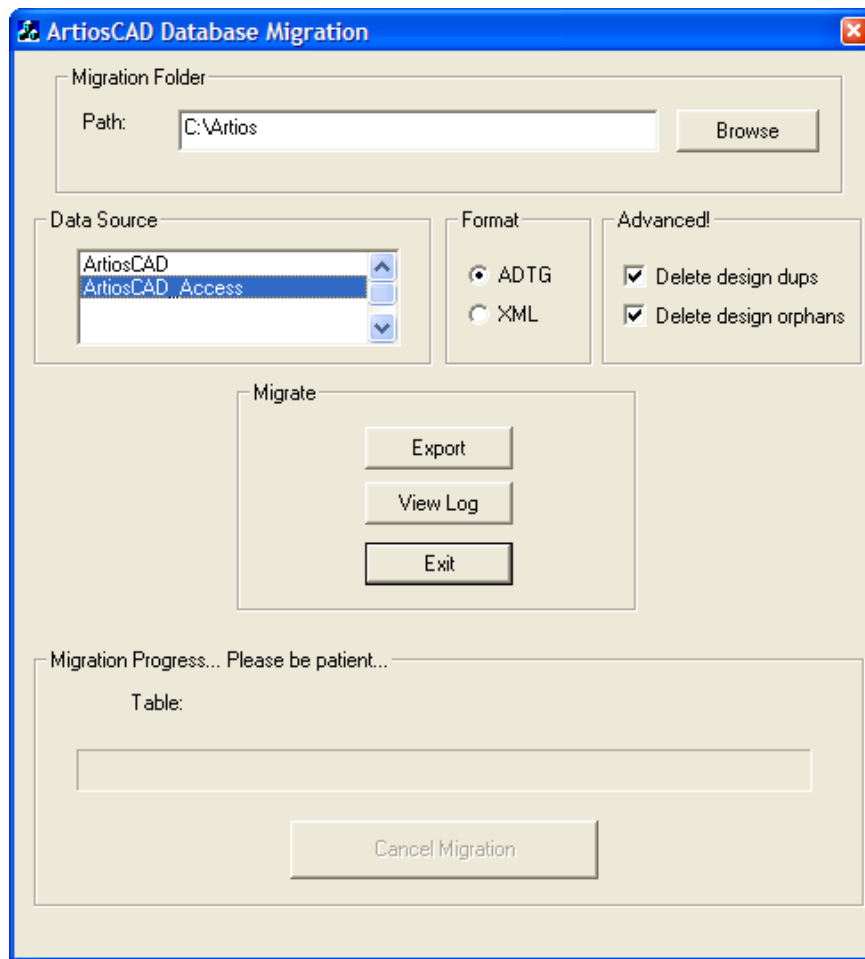 ArtiosCAD Database Migration
Migration Folder
Path:
C:\Artios
Browse
Data Source
ArtiosCAD
ArtiosCAD_Access
Format
ADTG
XML
Advanced!
Delete design dups
Delete design orphans
Migrate
Export
View Log
Exit
Migration Progress... Please be patient...
Table:
Cancel Migration